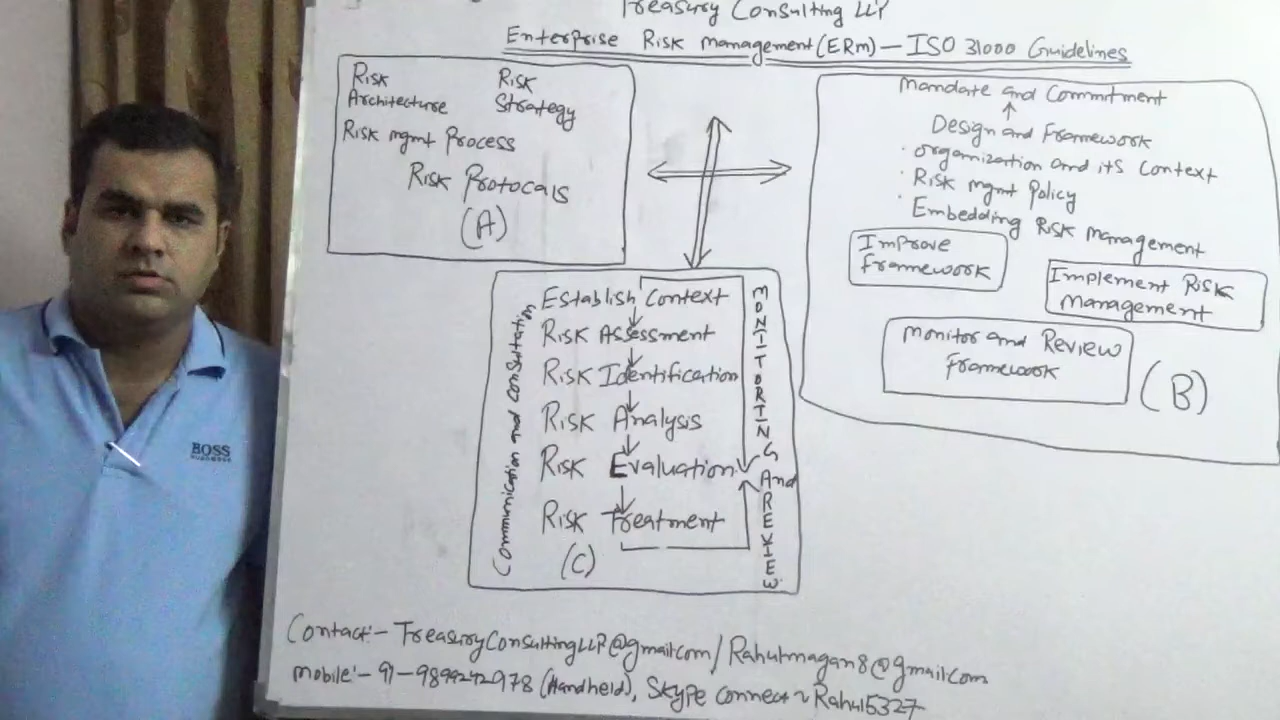 Treasury Consulting LLP
Enterprise Risk Management (ERM) – ISO 31000 Guidelines
Risk Architecture
Risk Strategy
Risk mgmt Process
Risk Protocals
(A)
Mandate and Commitment
Design and Framework
· Organization and its Context
· Risk mgmt Policy
· Embedding Risk Management
Improve
Framework
Implement Risk
Management
Monitor and Review
Framework
(B)
Communication and Consultation
Establish Context
Risk Assessment
Risk Identification
Risk Analysis
Risk Evaluation
Risk Treatment
(C)
MONITORING And REVIEW
Contact:- TreasuryConsultingLLP@gmail.com / Rahulmagan8@gmail.com
Mobile:- 91-9899242978 (Handheld), Skype connect ~ Rahul5327
BOSS